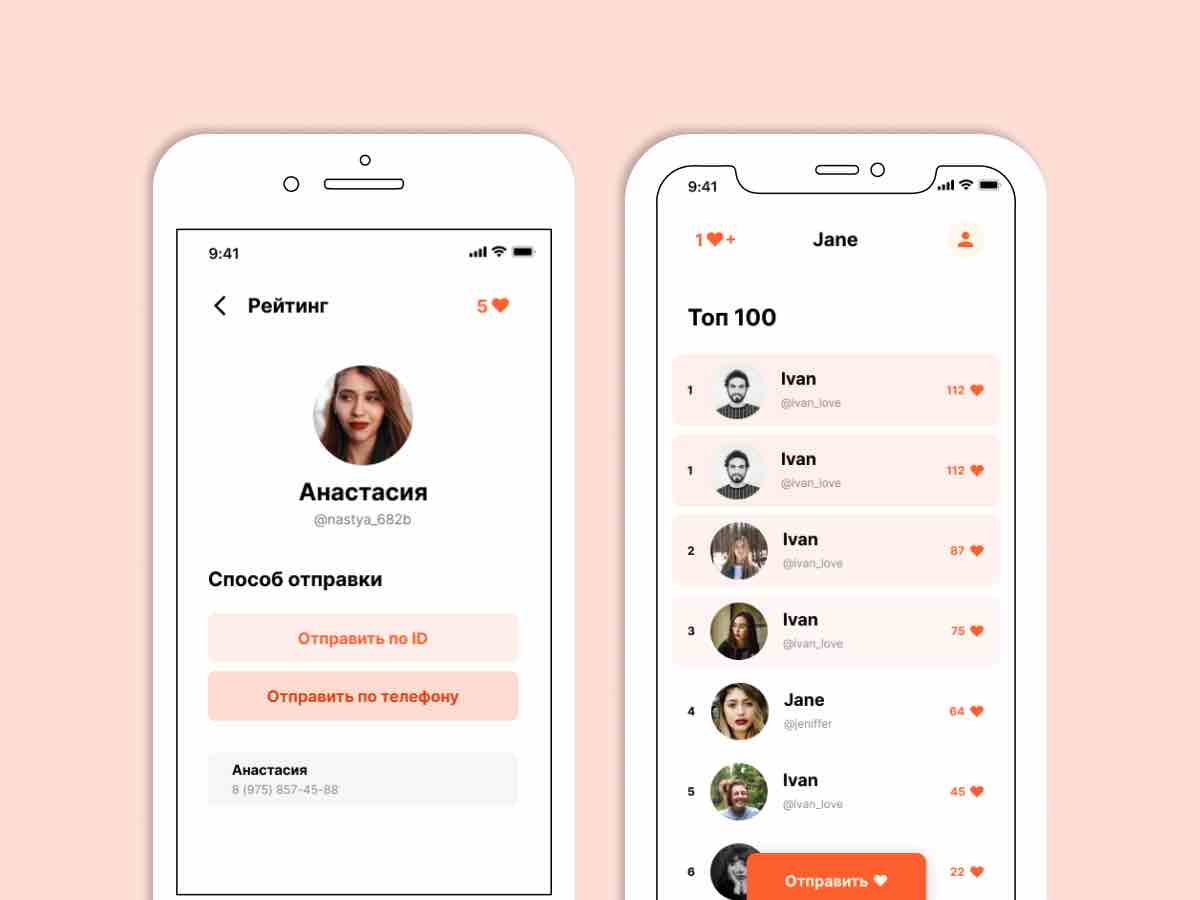 9:41
Рейтинг
5
Анастасия
@nastya_682b
Способ отправки
Отправить по ID
Отправить по телефону
Анастасия
8 (975) 857-45-88
9:41
1 +
Jane
Топ 100
1
Ivan
@ivan_love
112
1
Ivan
@ivan_love
112
2
Ivan
@ivan_love
87
3
Ivan
@ivan_love
75
4
Jane
@jeniffer
64
5
Ivan
@ivan_love
45
6
22
Отправить